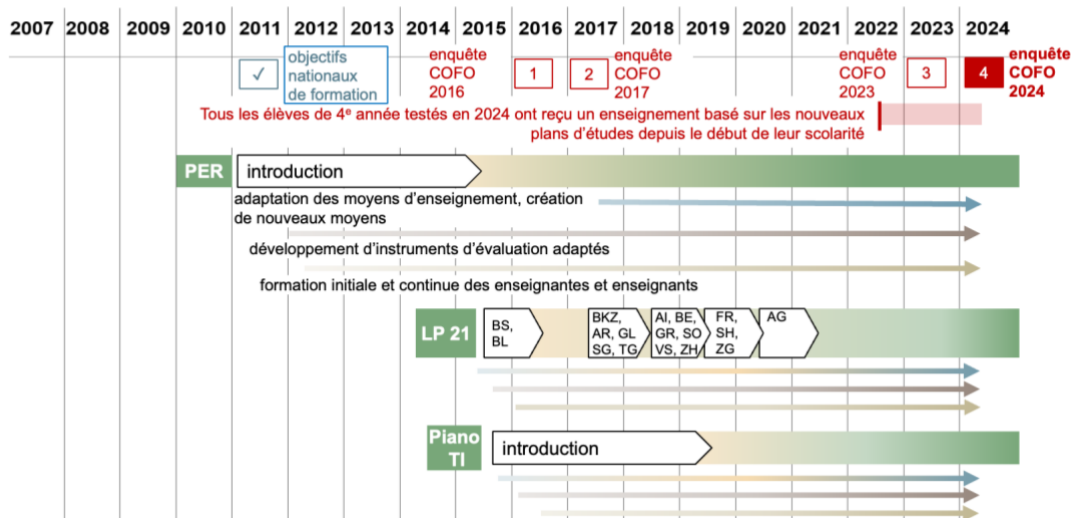 2007 2008 2009 2010 2011 2012 2013 2014 2015 2016 2017 2018 2019 2020 2021 2022 2023 2024
✓
objectifs
nationaux
de formation
enquête
COFO
2016
1
2
enquête
COFO
2017
enquête
COFO
2023
3
4
enquête
COFO
2024
Tous les élèves de 4e année testés en 2024 ont reçu un enseignement basé sur les nouveaux
plans d'études depuis le début de leur scolarité
PER
introduction
adaptation des moyens d'enseignement, création
de nouveaux moyens
développement d'instruments d'évaluation adaptés
formation initiale et continue des enseignantes et enseignants
LP 21
BS,
BL
BKZ,
AR, GL
SG, TG
AI, BE,
GR, SO
VS, ZH
FR,
SH,
ZG
AG
Piano
TI
introduction